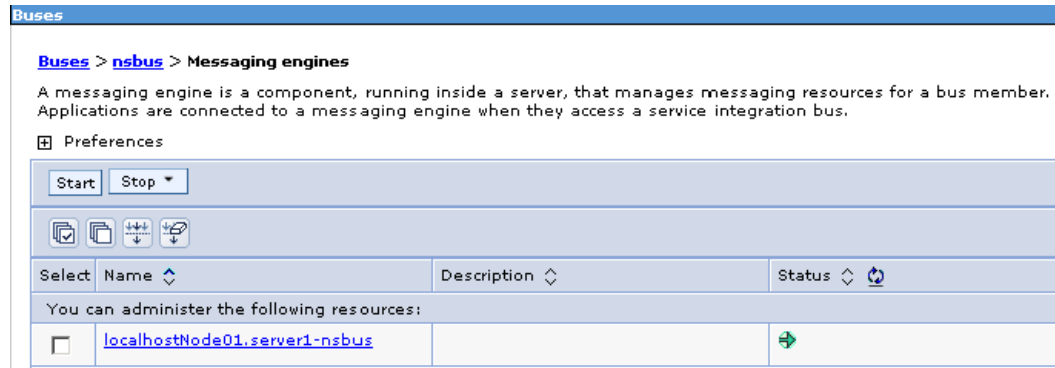 Buses
Buses > nsbus > Messaging engines
A messaging engine is a component, running inside a server, that manages messaging resources for a bus member.
Applications are connected to a messaging engine when they access a service integration bus.
Preferences
Start Stop
Select Name Description Status
You can administer the following resources:
localhostNode01.server1-nsbus